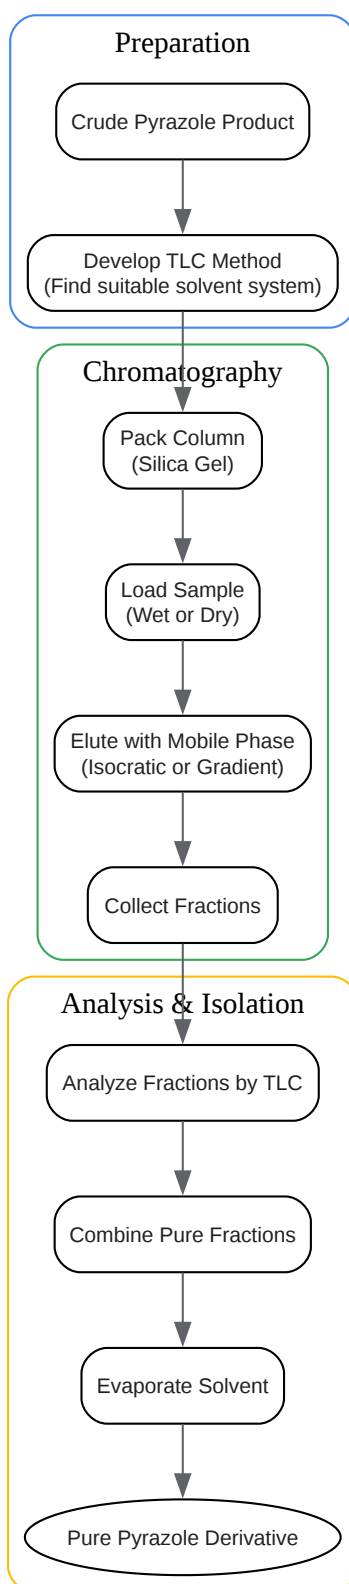 Preparation
Crude Pyrazole Product
Develop TLC Method
(Find suitable solvent system)
Chromatography
Pack Column
(Silica Gel)
Load Sample
(Wet or Dry)
Elute with Mobile Phase
(Isocratic or Gradient)
Collect Fractions
Analysis & Isolation
Analyze Fractions by TLC
Combine Pure Fractions
Evaporate Solvent
Pure Pyrazole Derivative